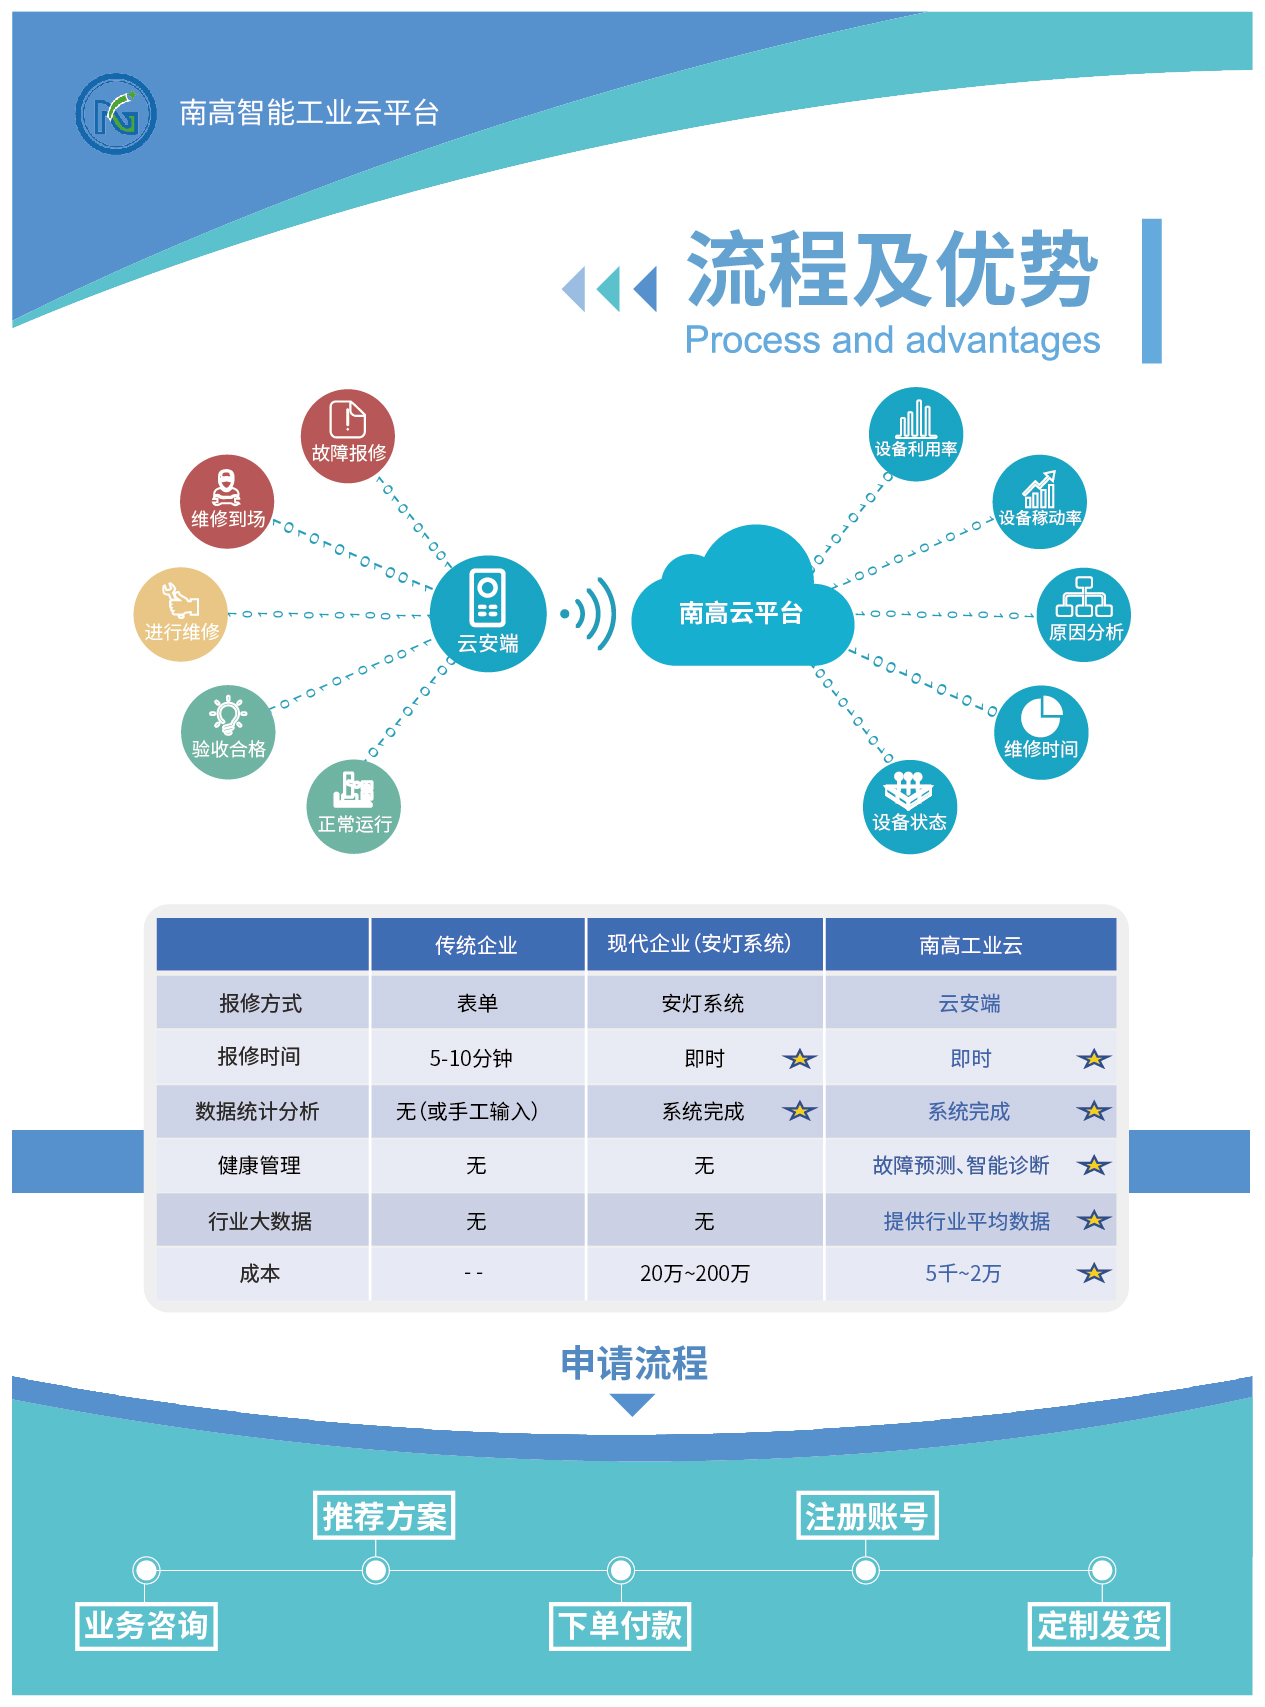 南高智能工业云平台
流程及优势
Process and advantages
故障报修
维修到场
进行维修
验收合格
正常运行
云安端
南高云平台
设备利用率
设备稼动率
原因分析
维修时间
设备状态
传统企业 现代企业（安灯系统） 南高工业云
报修方式 表单 安灯系统 云安端
报修时间 5-10分钟 即时 即时
数据统计分析 无（或手工输入） 系统完成 系统完成
健康管理 无 无 故障预测、智能诊断
行业大数据 无 无 提供行业平均数据
成本 -- 20万~200万 5千~2万
申请流程
业务咨询
推荐方案
下单付款
注册账号
定制发货